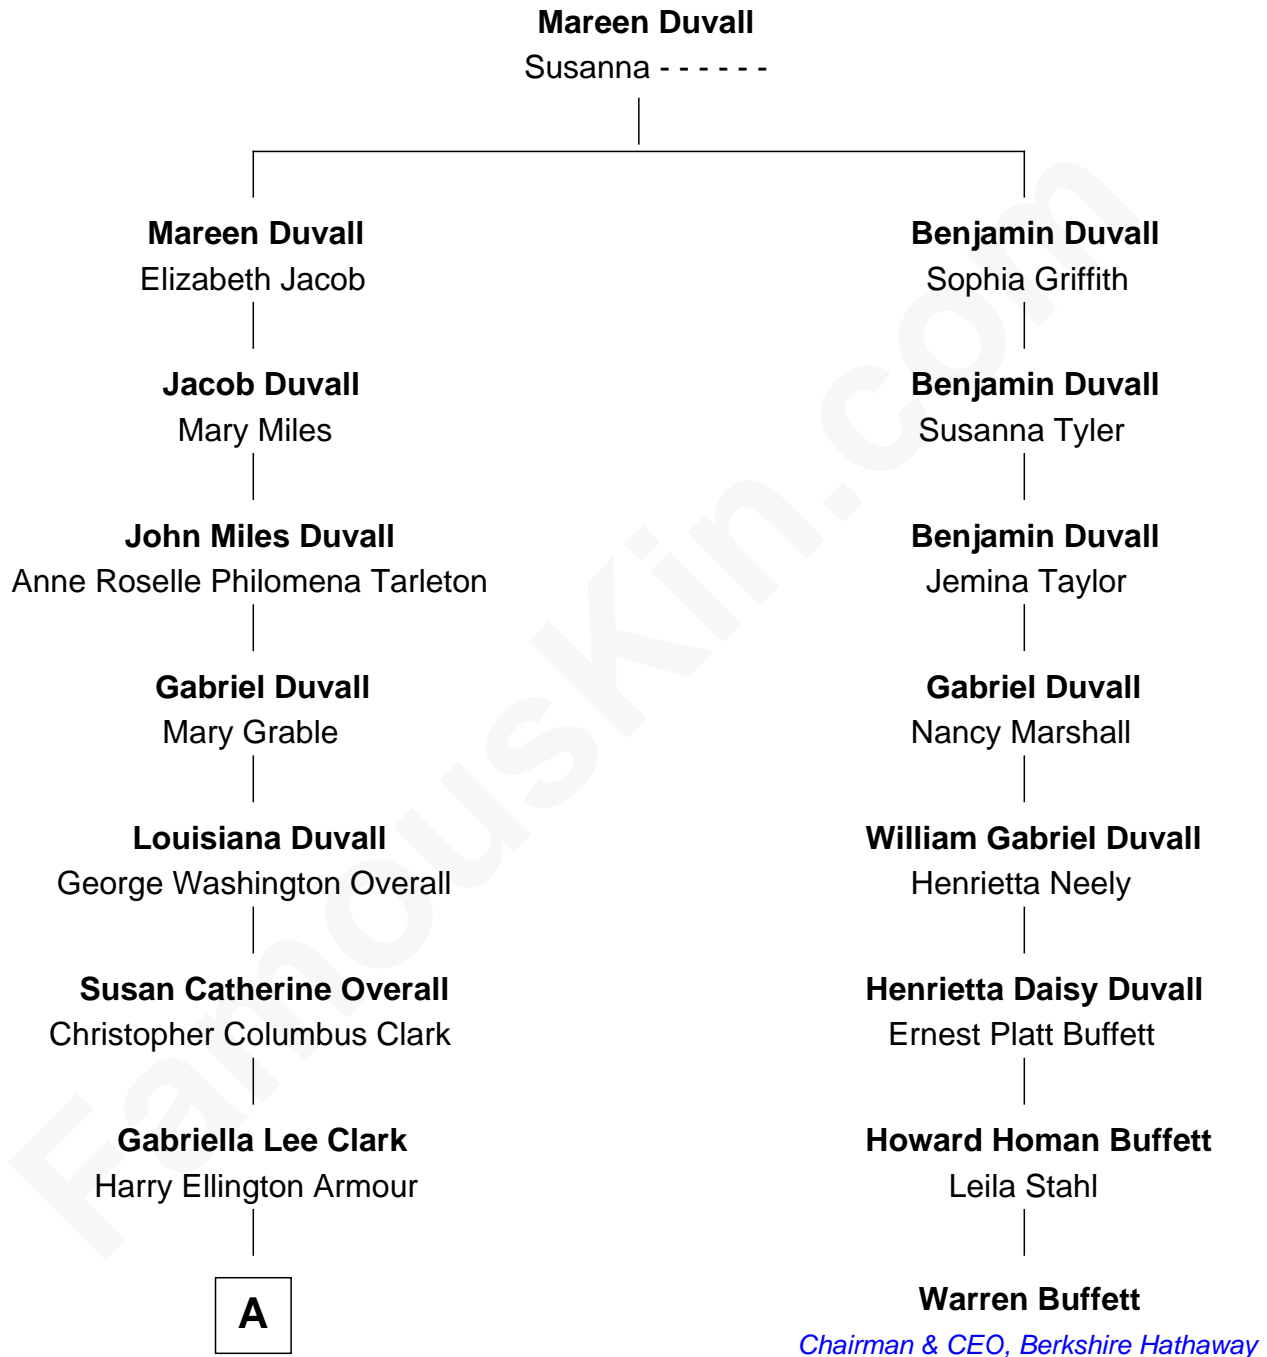 Mareen Duvall
Susanna - - - - - -
Mareen Duvall
Elizabeth Jacob
Benjamin Duvall
Sophia Griffith
Jacob Duvall
Mary Miles
Benjamin Duvall
Susanna Tyler
John Miles Duvall
Anne Roselle Philomena Tarleton
Benjamin Duvall
Jemina Taylor
Gabriel Duvall
Mary Grable
Gabriel Duvall
Nancy Marshall
Louisiana Duvall
George Washington Overall
William Gabriel Duvall
Henrietta Neely
Susan Catherine Overall
Christopher Columbus Clark
Henrietta Daisy Duvall
Ernest Platt Buffett
Gabriella Lee Clark
Harry Ellington Armour
Howard Homan Buffett
Leila Stahl
A
Warren Buffett
Chairman & CEO, Berkshire Hathaway
FamousKin.com